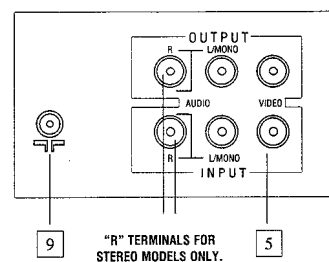 OUTPUT
R L/MONO
AUDIO VIDEO
R L/MONO
INPUT
9 "R" TERMINALS FOR 5
STEREO MODELS ONLY.